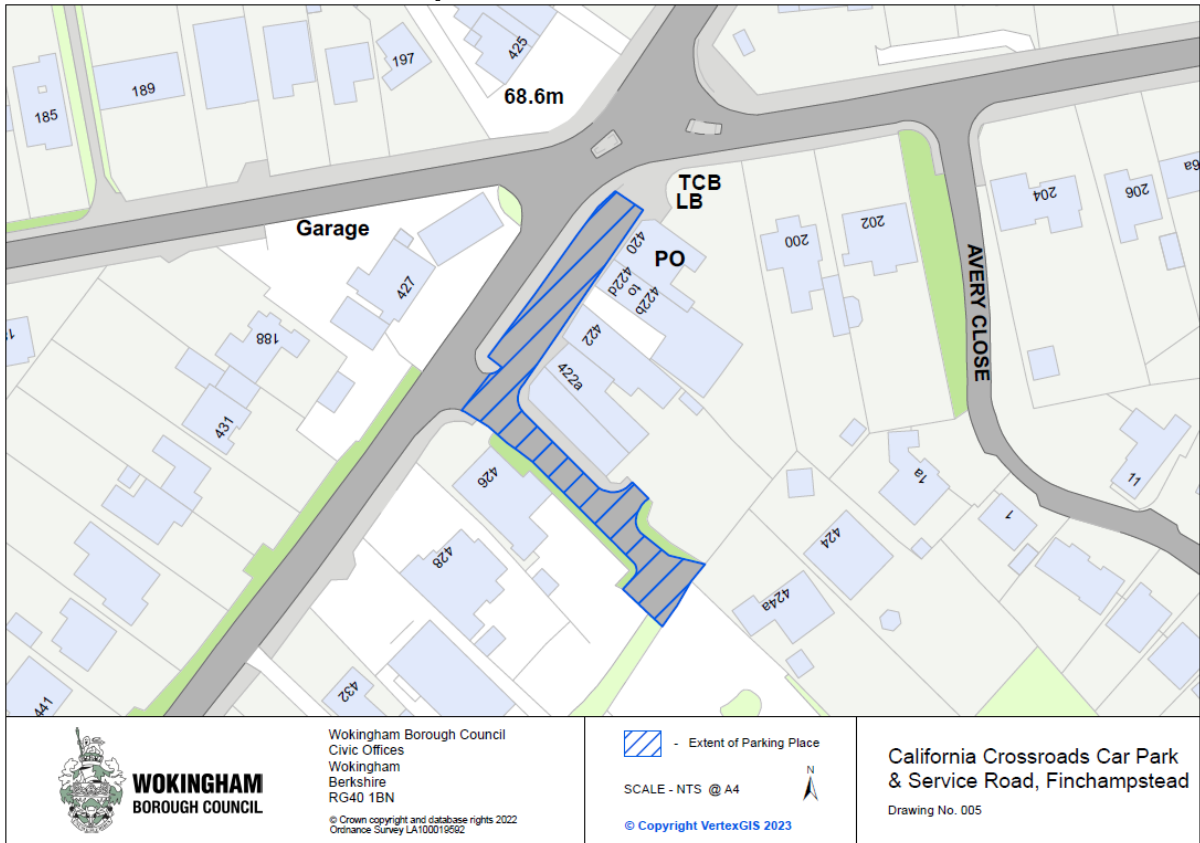 425
197
189
185
68.6m
TCB
LB
Garage
420
PO
422d
to
422b
427
200
202
204
206
6a
AVERY CLOSE
188
422
422a
431
426
1a
11
1
428
424
424a
432
441
WOKINGHAM
BOROUGH COUNCIL
Wokingham Borough Council
Civic Offices
Wokingham
Berkshire
RG40 1BN
© Crown copyright and database rights 2022
Ordnance Survey LA100019592
- Extent of Parking Place
SCALE - NTS @ A4
N
© Copyright VertexGIS 2023
California Crossroads Car Park
& Service Road, Finchampstead
Drawing No. 005